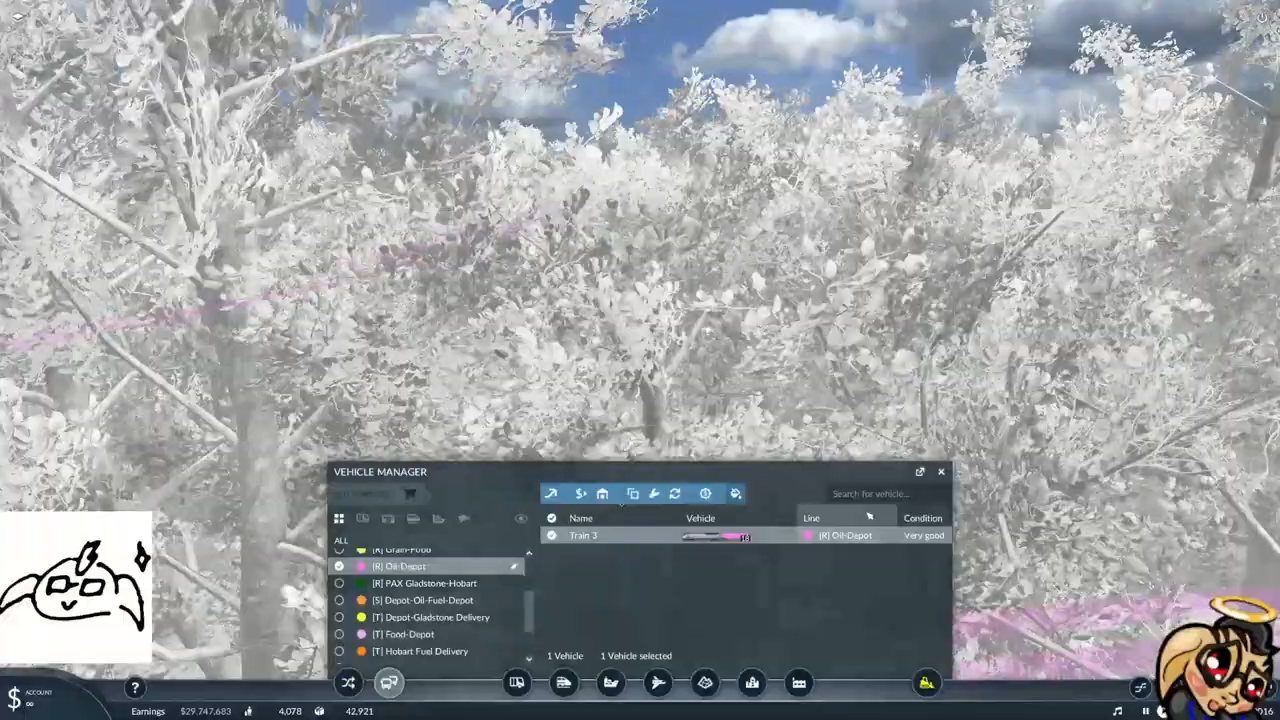 VEHICLE MANAGER
Search for vehicle...
Name Vehicle Line Condition
Train 3 18 [R] Oil-Depot Very good
ALL
[R] Grain-Food
[R] Oil-Depot
[R] PAX Gladstone-Hobart
[S] Depot-Oil-Fuel-Depot
[T] Depot-Gladstone Delivery
[T] Food-Depot
[T] Hobart Fuel Delivery
1 Vehicle 1 Vehicle selected
$ ACCOUNT
∞
?
Earnings $29,747,683 4,078 42,921